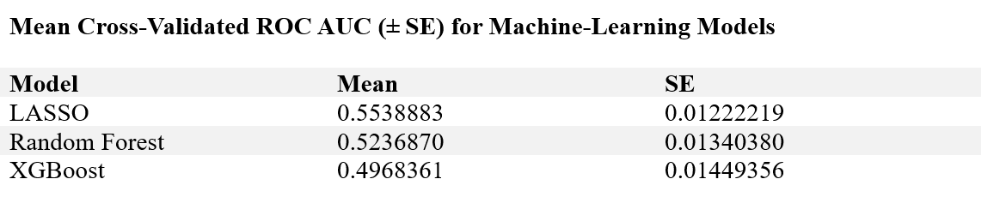 Mean Cross-Validated ROC AUC (± SE) for Machine-Learning Models
Model Mean SE
LASSO 0.5538883 0.01222219
Random Forest 0.5236870 0.01340380
XGBoost 0.4968361 0.01449356